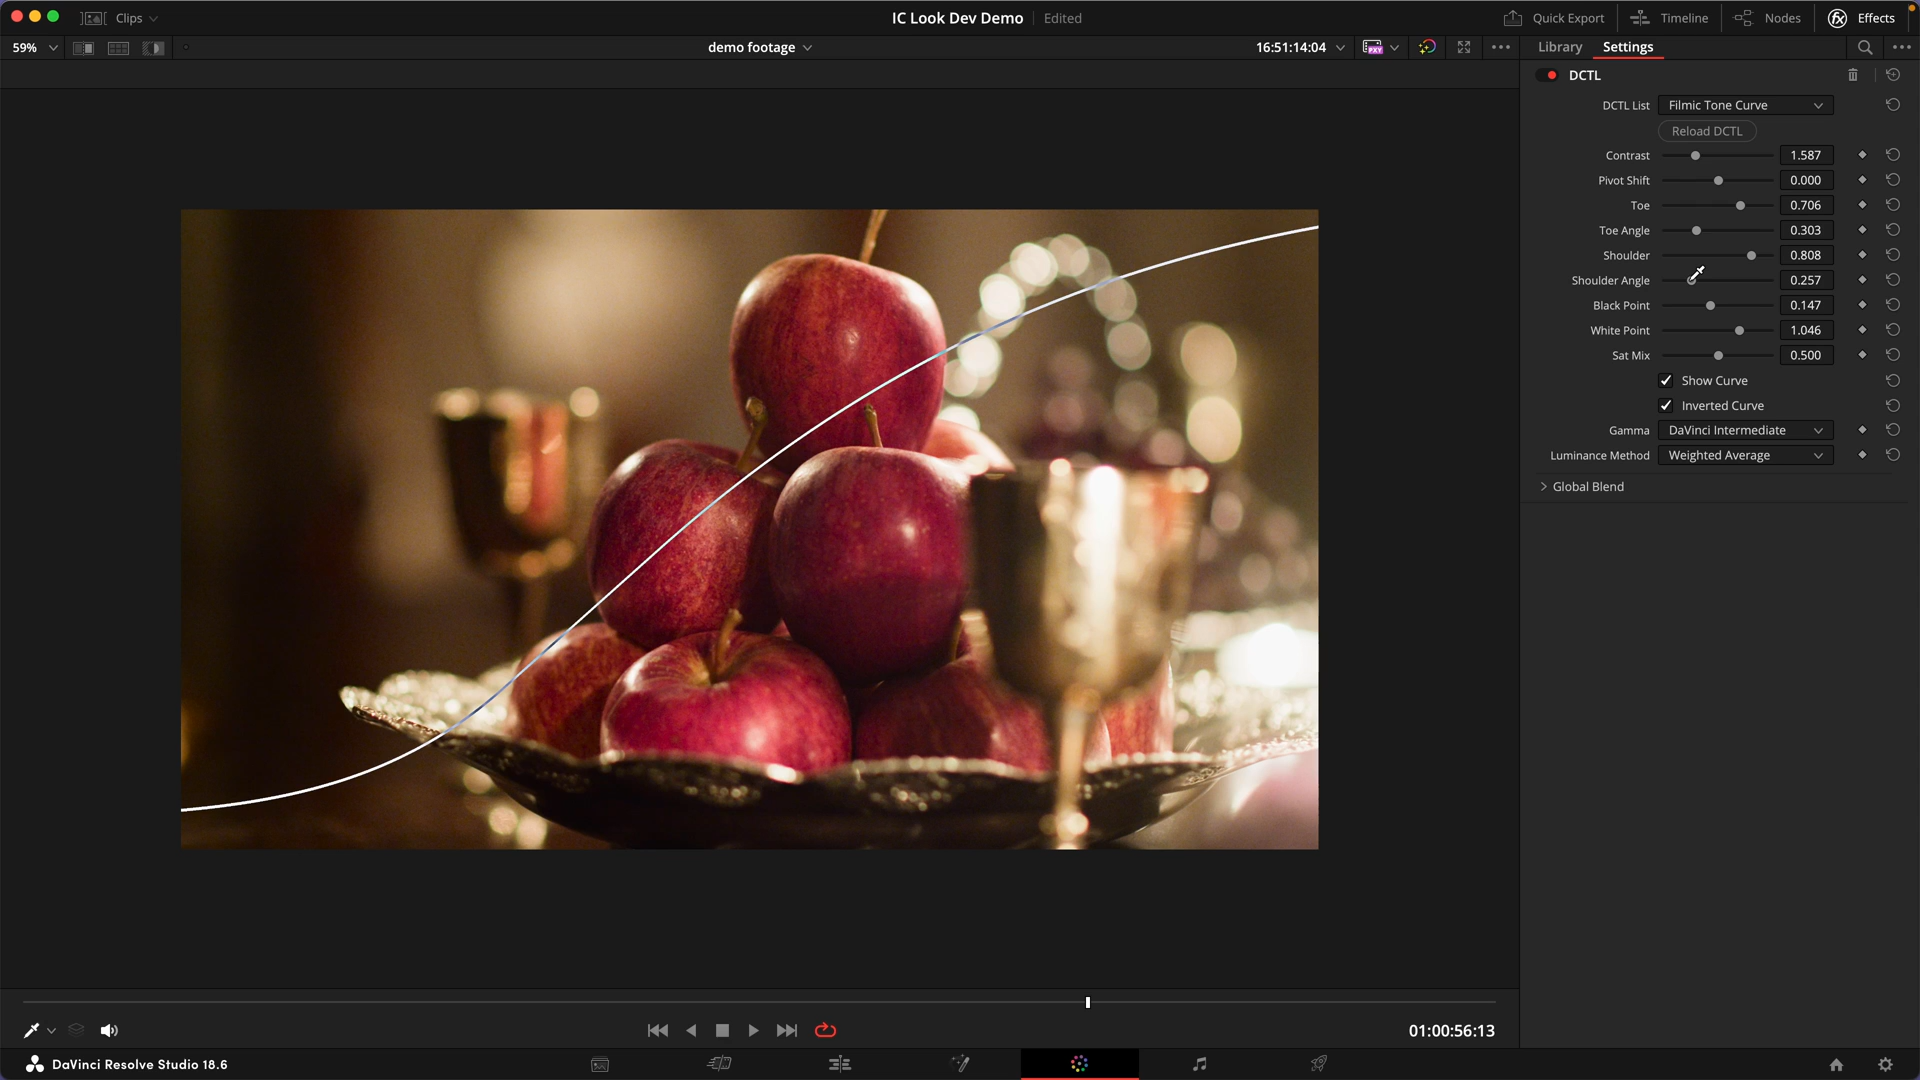 Clips
IC Look Dev Demo
Edited
Quick Export
Timeline
Nodes
Effects
59%
demo footage
16:51:14:04
PXY
Library
Settings
DCTL
DCTL List
Filmic Tone Curve
Reload DCTL
Contrast
1.587
Pivot Shift
0.000
Toe
0.706
Toe Angle
0.303
Shoulder
0.808
Shoulder Angle
0.257
Black Point
0.147
White Point
1.046
Sat Mix
0.500
Show Curve
Inverted Curve
Gamma
DaVinci Intermediate
Luminance Method
Weighted Average
Global Blend
01:00:56:13
DaVinci Resolve Studio 18.6